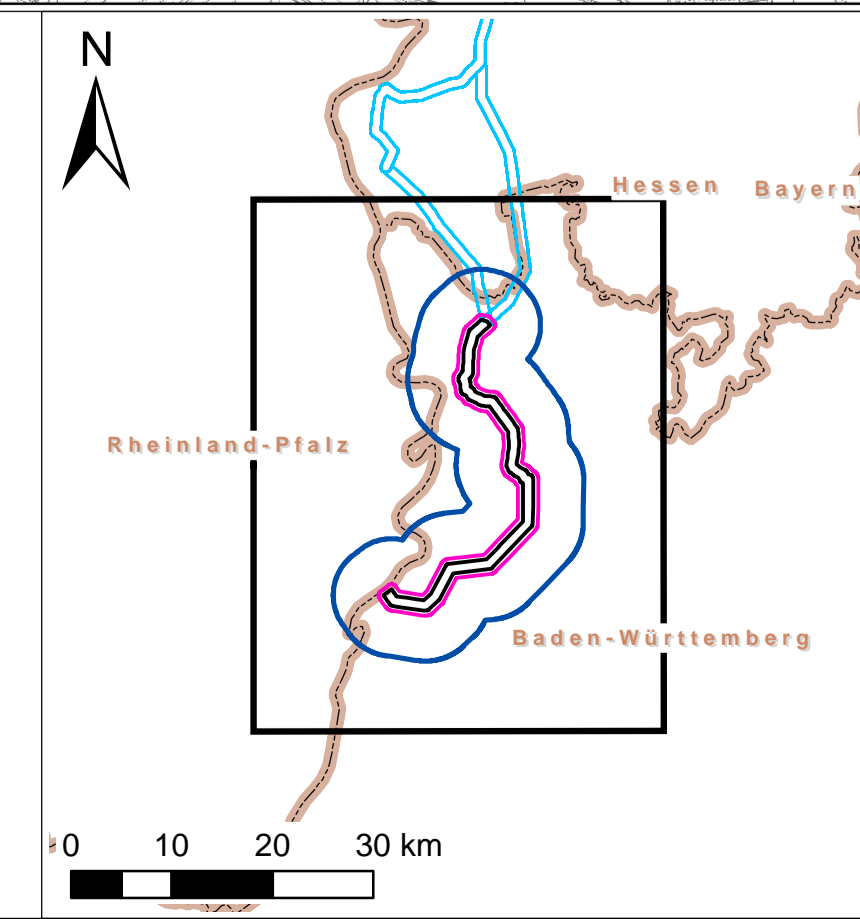 N
Hessen
Bayern
Rheinland-Pfalz
Baden-Württemberg
0 10 20 30 km